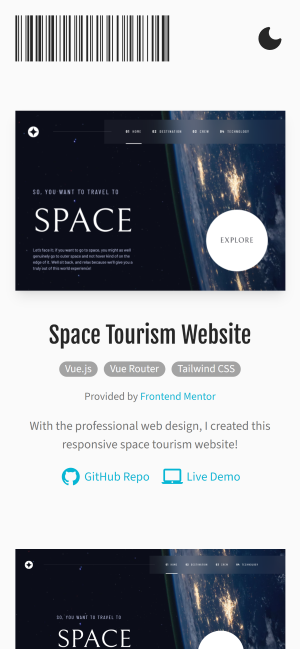 00 HOME 01 DESTINATION 02 CREW 03 TECHNOLOGY
SO, YOU WANT TO TRAVEL TO
SPACE
Let's face it; if you want to go to space, you might as well
genuinely go to outer space and not hover kind of on the
edge of it. Well sit back, and relax because we'll give you a
truly out of this world experience!
EXPLORE
Space Tourism Website
Vue.js Vue Router Tailwind CSS
Provided by Frontend Mentor
With the professional web design, I created this
responsive space tourism website!
GitHub Repo Live Demo
HOME DESTINATION CREW TECHNOLOGY
SO, YOU WANT TO TRAVEL TO
SPACE